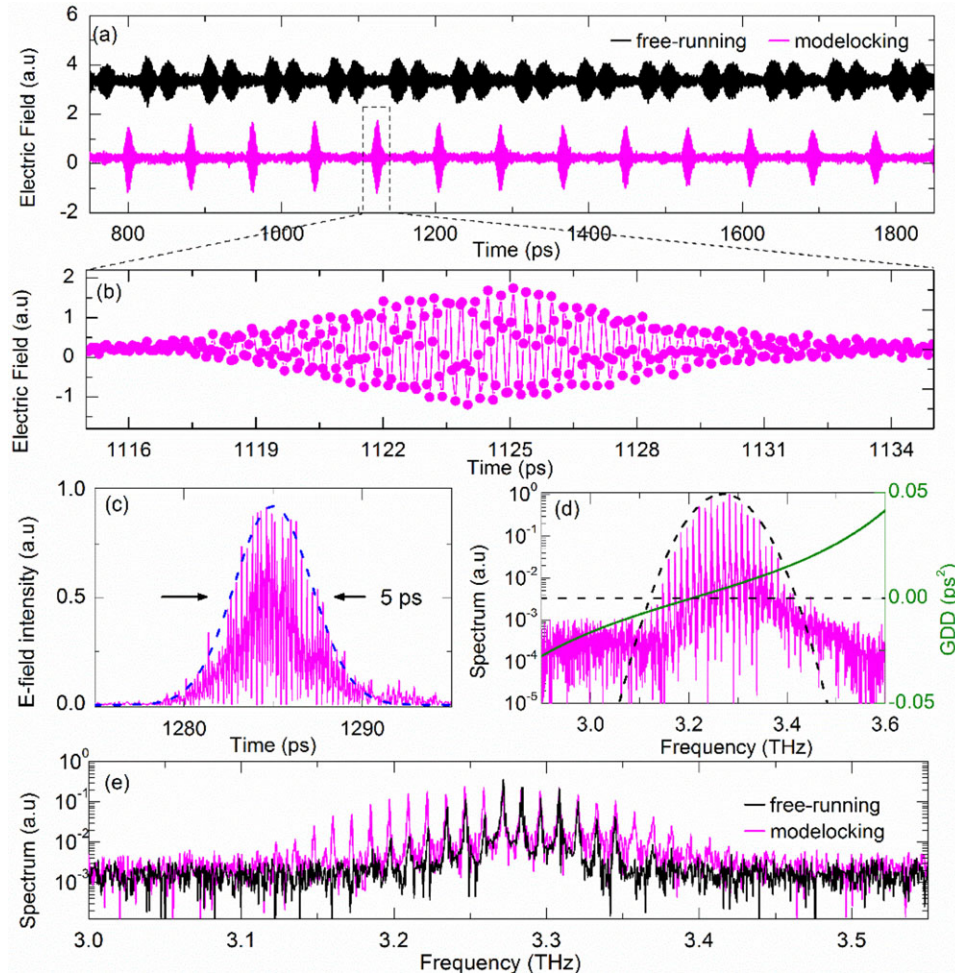 (a)
free-running
modelocking
Electric Field (a.u)
6
4
2
0
-2
800
1000
1200
1400
1600
1800
Time (ps)
(b)
Electric Field (a.u)
2
1
0
-1
1116
1119
1122
1125
1128
1131
1134
Time (ps)
(c)
E-field intensity (a.u)
1.0
0.5
0.0
5 ps
1280
1290
Time (ps)
(d)
Spectrum (a.u)
10^0
10^-1
10^-2
10^-3
10^-4
10^-5
0.05
0.00
-0.05
GDD (ps²)
3.0
3.2
3.4
3.6
Frequency (THz)
(e)
free-running
modelocking
Spectrum (a.u)
10^0
10^-1
10^-2
10^-3
3.0
3.1
3.2
3.3
3.4
3.5
Frequency (THz)